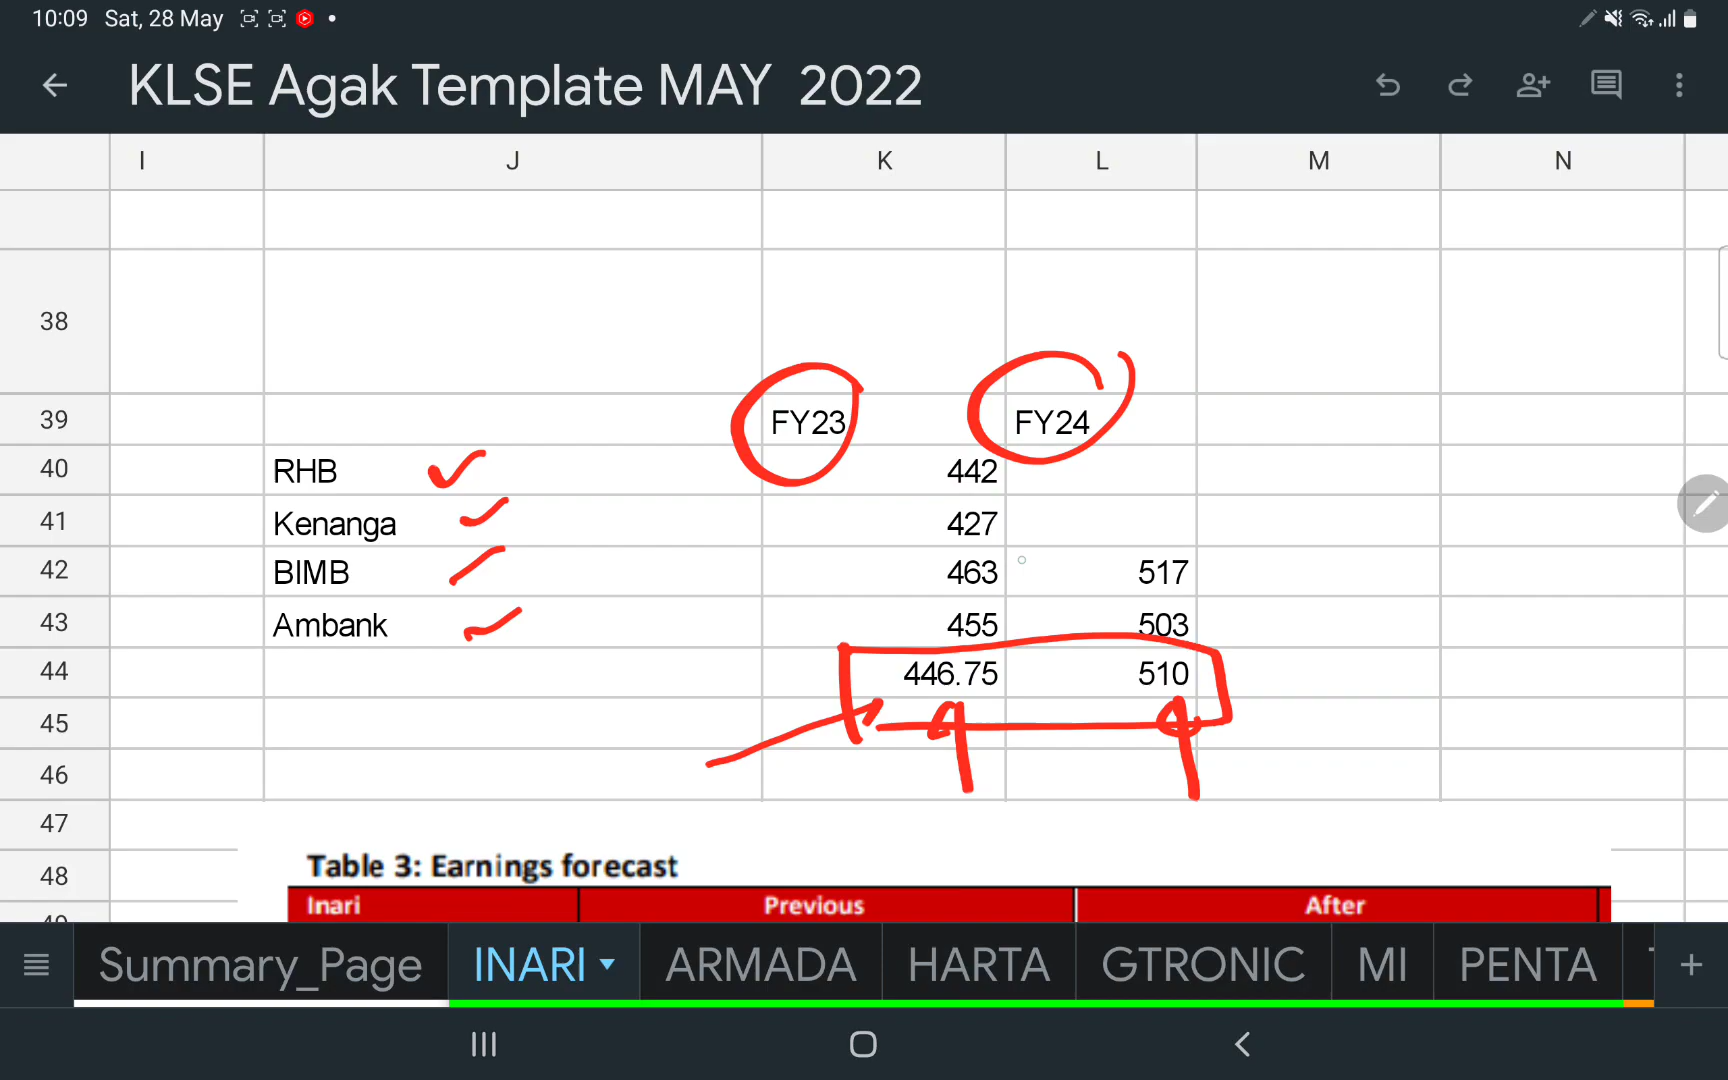 10:09 Sat, 28 May
KLSE Agak Template MAY 2022
I J K L M N
38
39 FY23 FY24
40 RHB 442
41 Kenanga 427
42 BIMB 463 517
43 Ambank 455 503
44 446.75 510
45
46
47
48 Table 3: Earnings forecast
Inari Previous After
Summary_Page INARI ARMADA HARTA GTRONIC MI PENTA